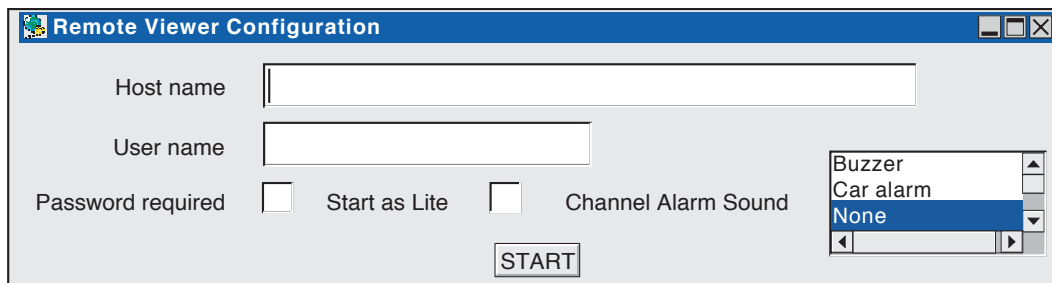 Remote Viewer Configuration
Host name
User name
Password required
Start as Lite
Channel Alarm Sound
Buzzer
Car alarm
None
START